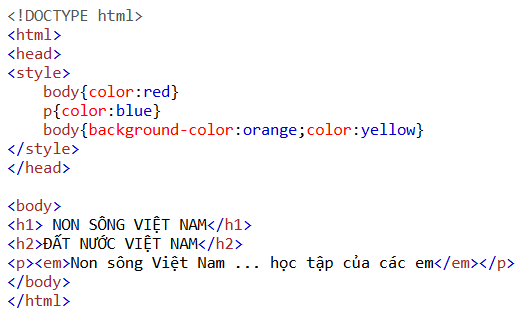 <!DOCTYPE html>
<html>
<head>
<style>
    body{color:red}
    p{color:blue}
    body{background-color:orange;color:yellow}
</style>
</head>

<body>
<h1> NON SÔNG VIỆT NAM</h1>
<h2>ĐẤT NƯỚC VIỆT NAM</h2>
<p><em>Non sông Việt Nam ... học tập của các em</em></p>
</body>
</html>